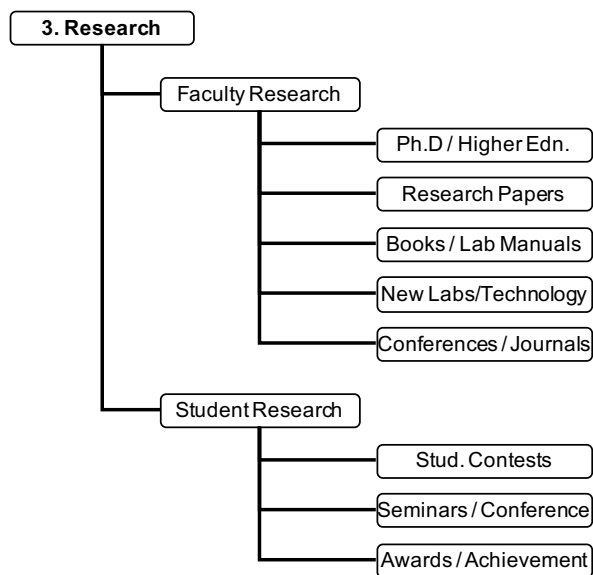 3. Research
Faculty Research
Ph.D / Higher Edn.
Research Papers
Books / Lab Manuals
New Labs/Technology
Conferences / Journals
Student Research
Stud. Contests
Seminars / Conference
Awards / Achievement